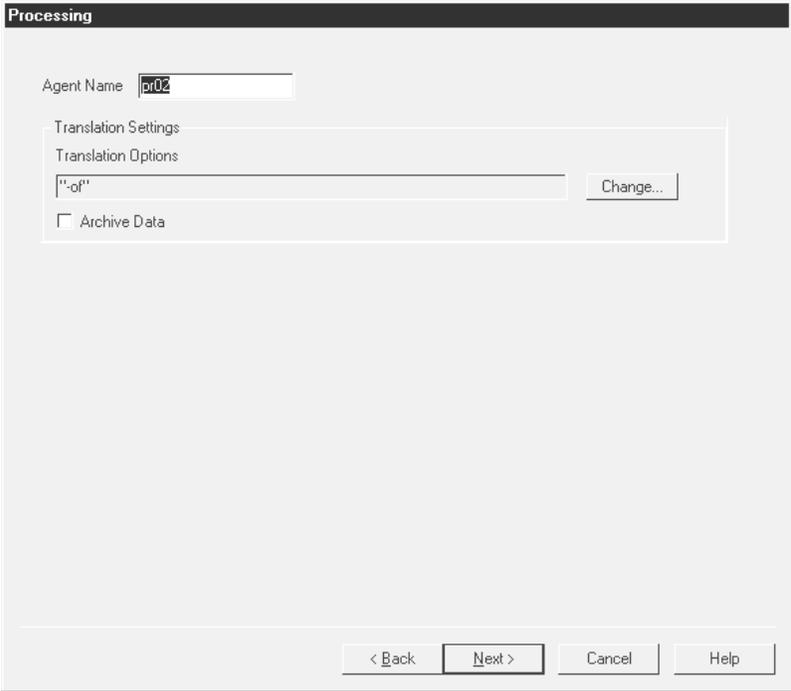 Processing
Agent Name pr02
Translation Settings
Translation Options
"-of" Change...
Archive Data
< Back Next > Cancel Help